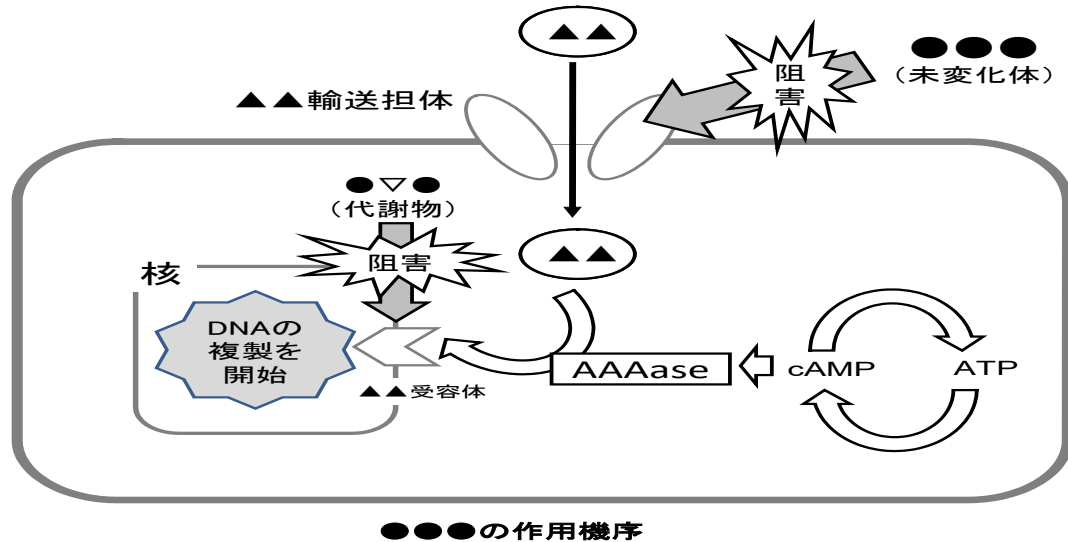 ▲▲
●●●
（未変化体）
阻
害
▲▲輸送担体
●▽●
（代謝物）
阻害
▲▲
核
DNAの
複製を
開始
▲▲受容体
AAAase
cAMP
ATP
●●●の作用機序